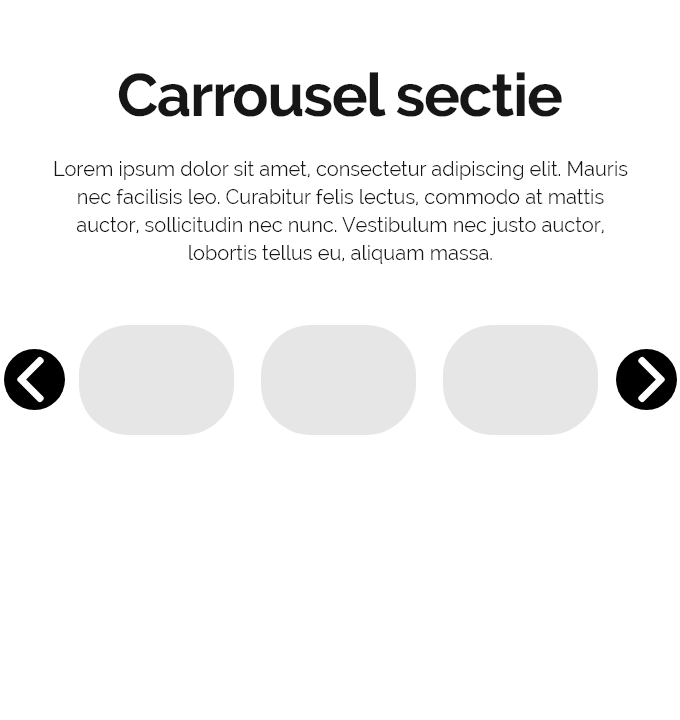 Carrousel sectie
Lorem ipsum dolor sit amet, consectetur adipiscing elit. Mauris
nec facilisis leo. Curabitur felis lectus, commodo at mattis
auctor, sollicitudin nec nunc. Vestibulum nec justo auctor,
lobortis tellus eu, aliquam massa.